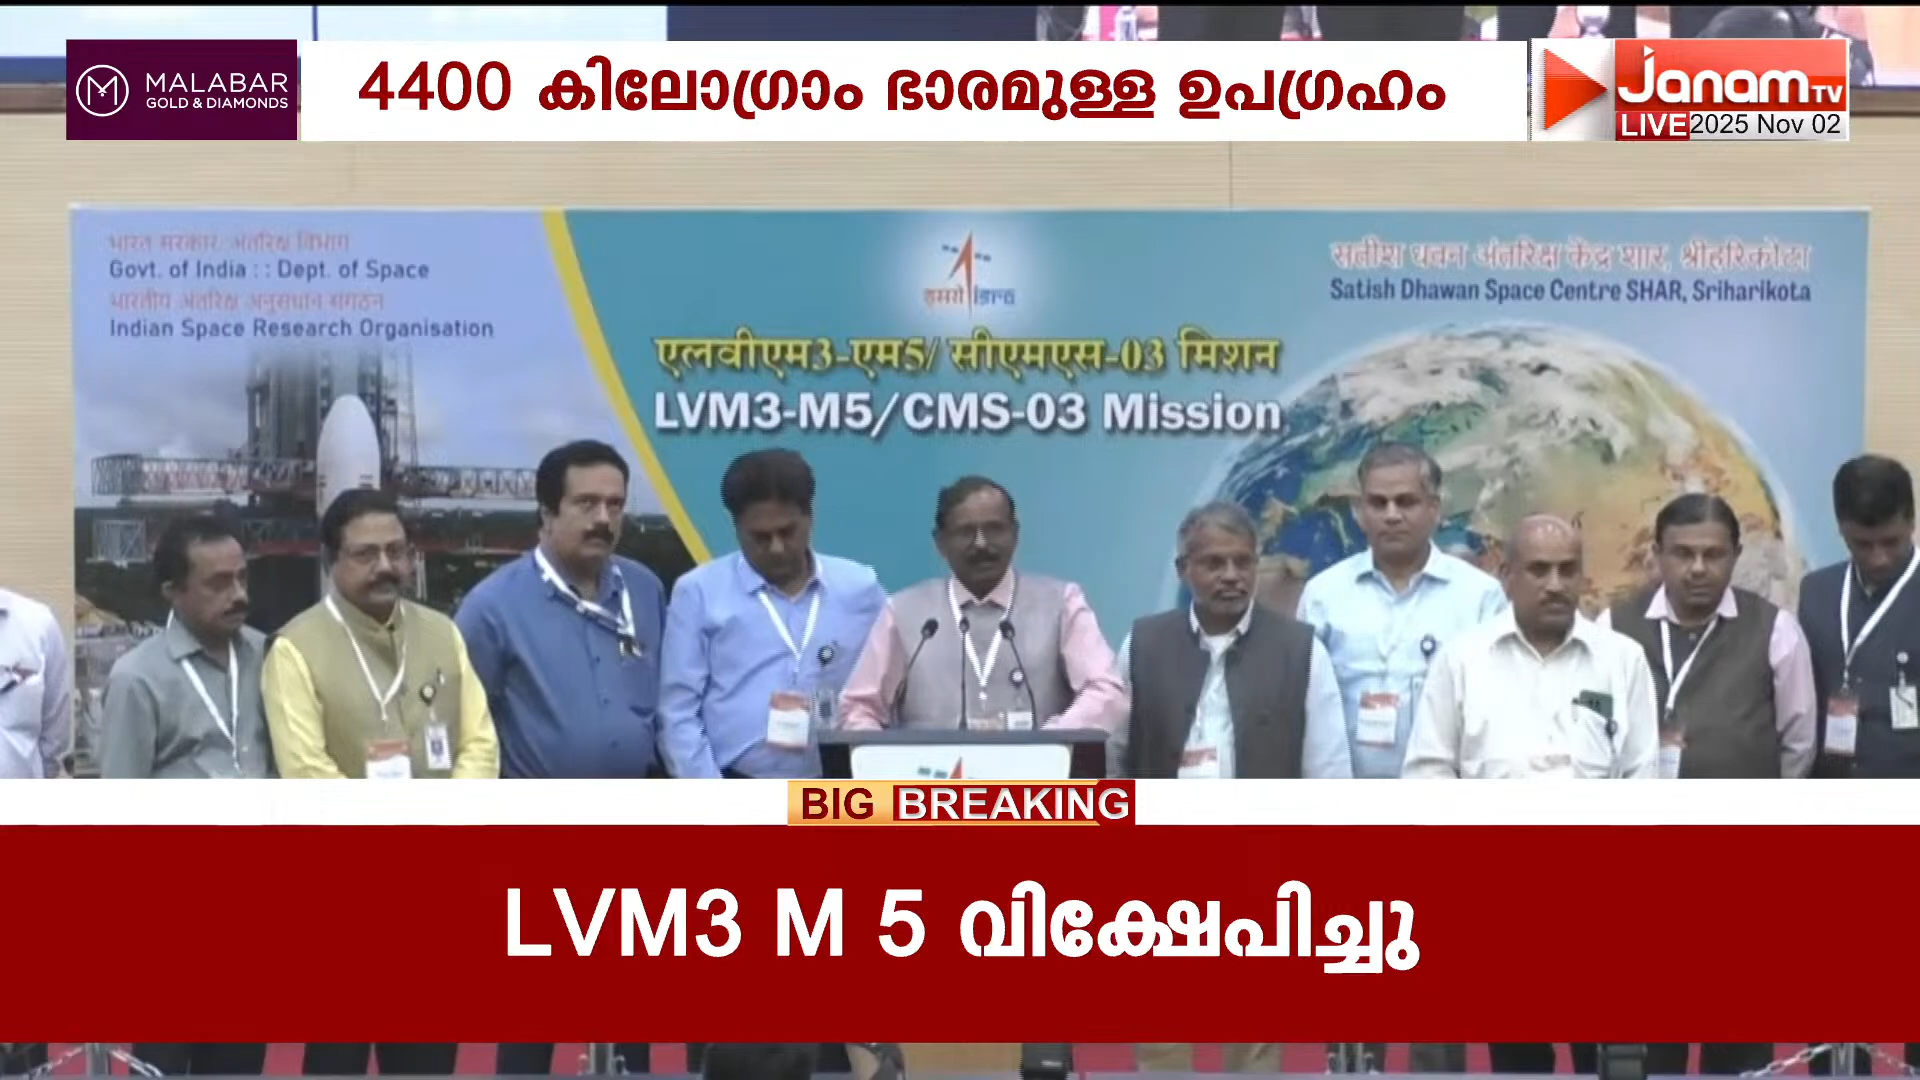 MALABAR
GOLD & DIAMONDS
4400 കിലോഗ്രാം ഭാരമുള്ള ഉപഗ്രഹം
Janam TV
LIVE 2025 Nov 02
भारत सरकार, अंतरिक्ष विभाग
Govt. of India : : Dept. of Space
भारतीय अंतरिक्ष अनुसंधान संगठन
Indian Space Research Organisation
इसरो isro
सतीश धवन अंतरिक्ष केंद्र शार, श्रीहरिकोटा
Satish Dhawan Space Centre SHAR, Sriharikota
एलवीएम3-एम5/ सीएमएस-03 मिशन
LVM3-M5/CMS-03 Mission
BIG BREAKING
LVM3 M 5 വിക്ഷേപിച്ചു